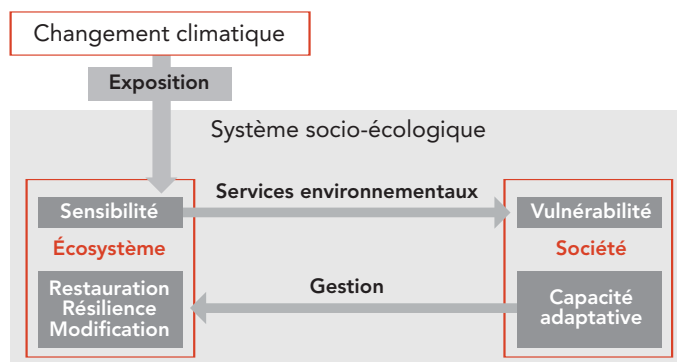 Changement climatique
Exposition
Système socio-écologique
Services environnementaux
Sensibilité
Vulnérabilité
Écosystème
Société
Restauration
Résilience
Modification
Gestion
Capacité
adaptative